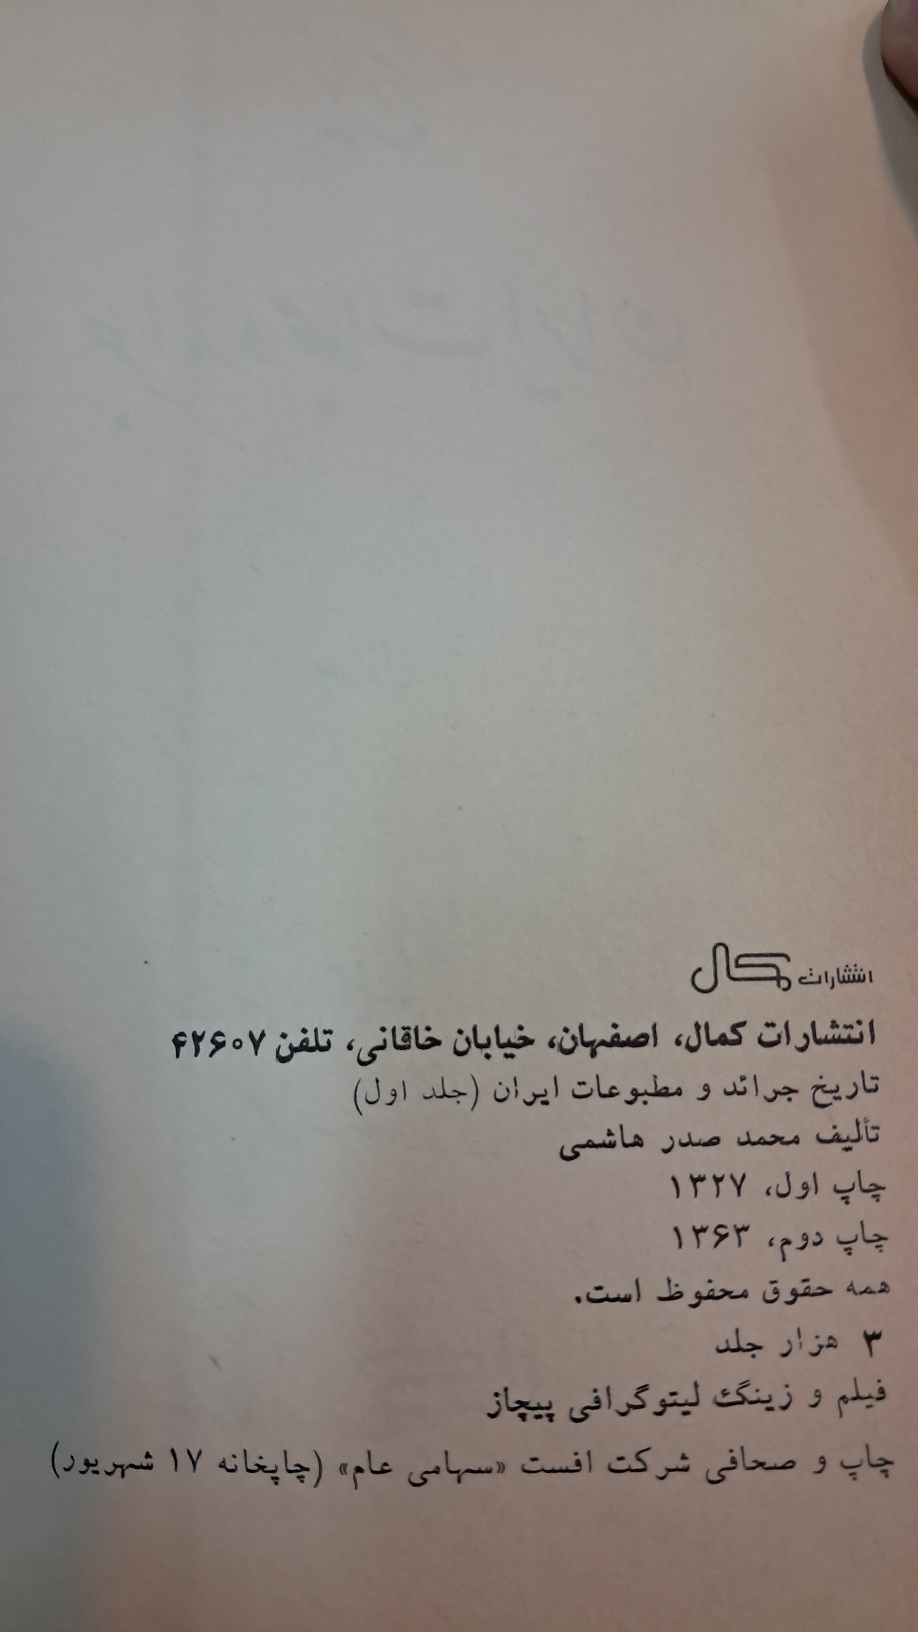 انتشارات کمال
انتشارات کمال، اصفهان، خیابان خاقانی، تلفن ۴۲۶۰۷
تاریخ جرائد و مطبوعات ایران (جلد اول)
تألیف محمد صدر هاشمی
چاپ اول، ۱۳۲۷
چاپ دوم، ۱۳۶۳
همه حقوق محفوظ است.
۳ هزار جلد
فیلم و زینگ لیتوگرافی پیچاز
چاپ و صحافی شرکت افست «سهامی عام» (چاپخانه ۱۷ شهریور)